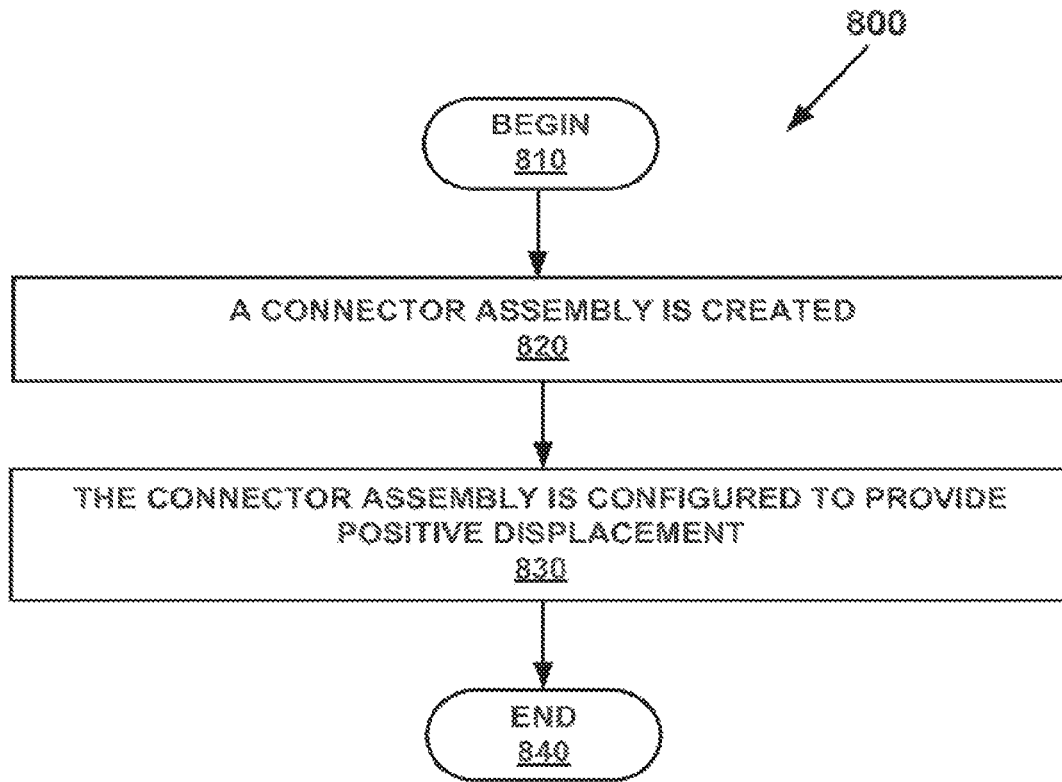 800
BEGIN
810
A CONNECTOR ASSEMBLY IS CREATED
820
THE CONNECTOR ASSEMBLY IS CONFIGURED TO PROVIDE
POSITIVE DISPLACEMENT
830
END
840